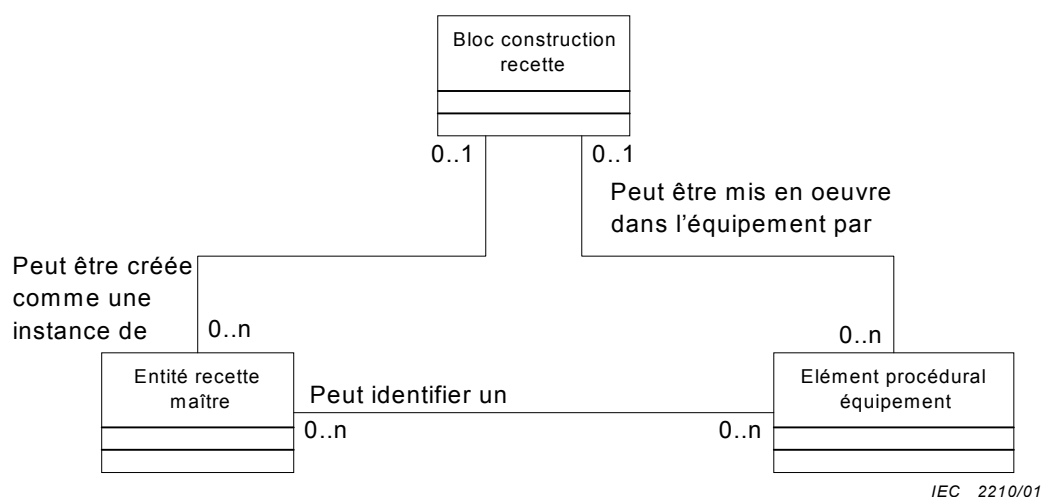 Bloc construction
recette
0..1
0..1
Peut être mis en oeuvre
dans l'équipement par
Peut être créée
comme une
instance de
0..n
0..n
Entité recette
maître
Peut identifier un
0..n
0..n
Elément procédural
équipement
IEC 2210/01